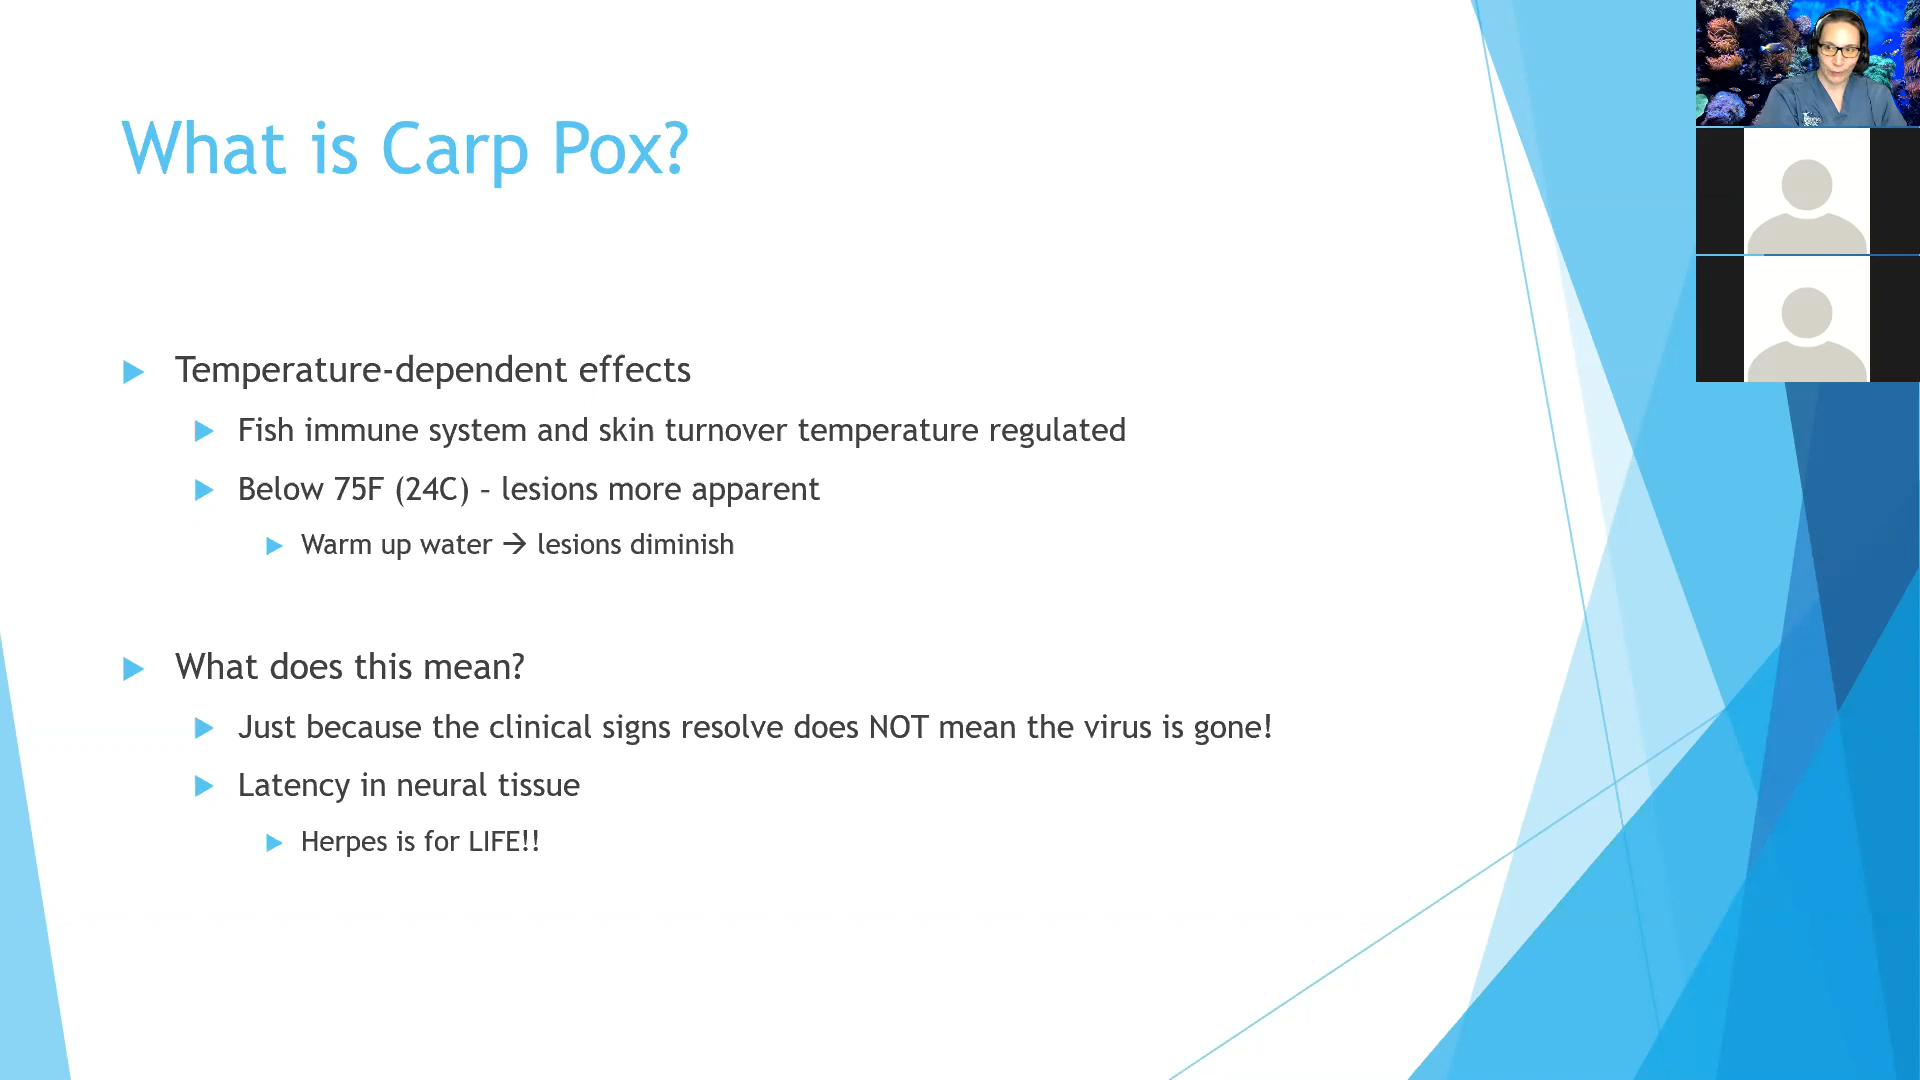 What is Carp Pox?
Temperature-dependent effects
Fish immune system and skin turnover temperature regulated
Below 75F (24C) – lesions more apparent
Warm up water → lesions diminish
What does this mean?
Just because the clinical signs resolve does NOT mean the virus is gone!
Latency in neural tissue
Herpes is for LIFE!!